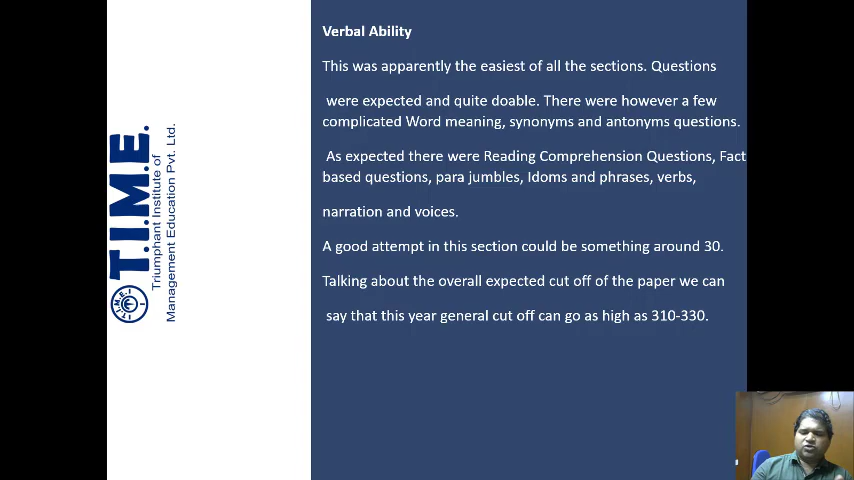 Verbal Ability
This was apparently the easiest of all the sections. Questions
were expected and quite doable. There were however a few
complicated Word meaning, synonyms and antonyms questions.
As expected there were Reading Comprehension Questions, Fact
based questions, para jumbles, Idoms and phrases, verbs,
narration and voices.
A good attempt in this section could be something around 30.
Talking about the overall expected cut off of the paper we can
say that this year general cut off can go as high as 310-330.
T.I.M.E.
Triumphant Institute of
Management Education Pvt. Ltd.
T.I.M.E.